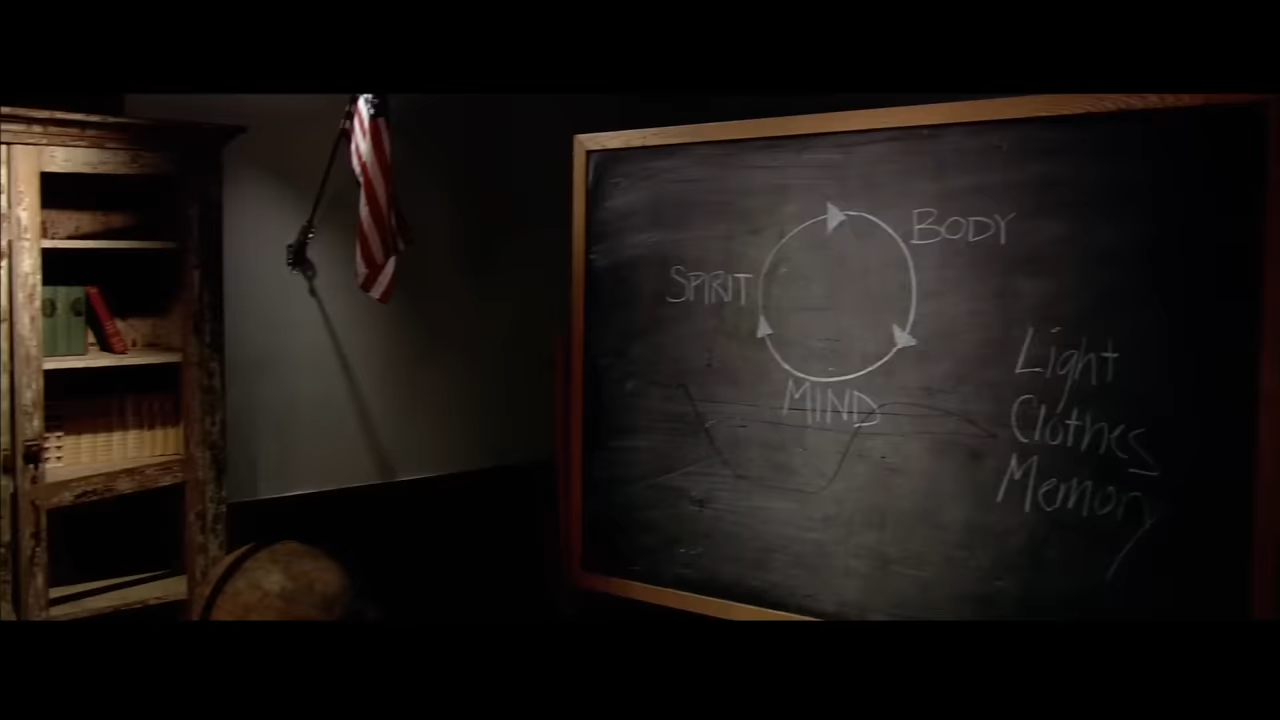 BODY
SPIRIT
MIND
Light
Clothes
Memory